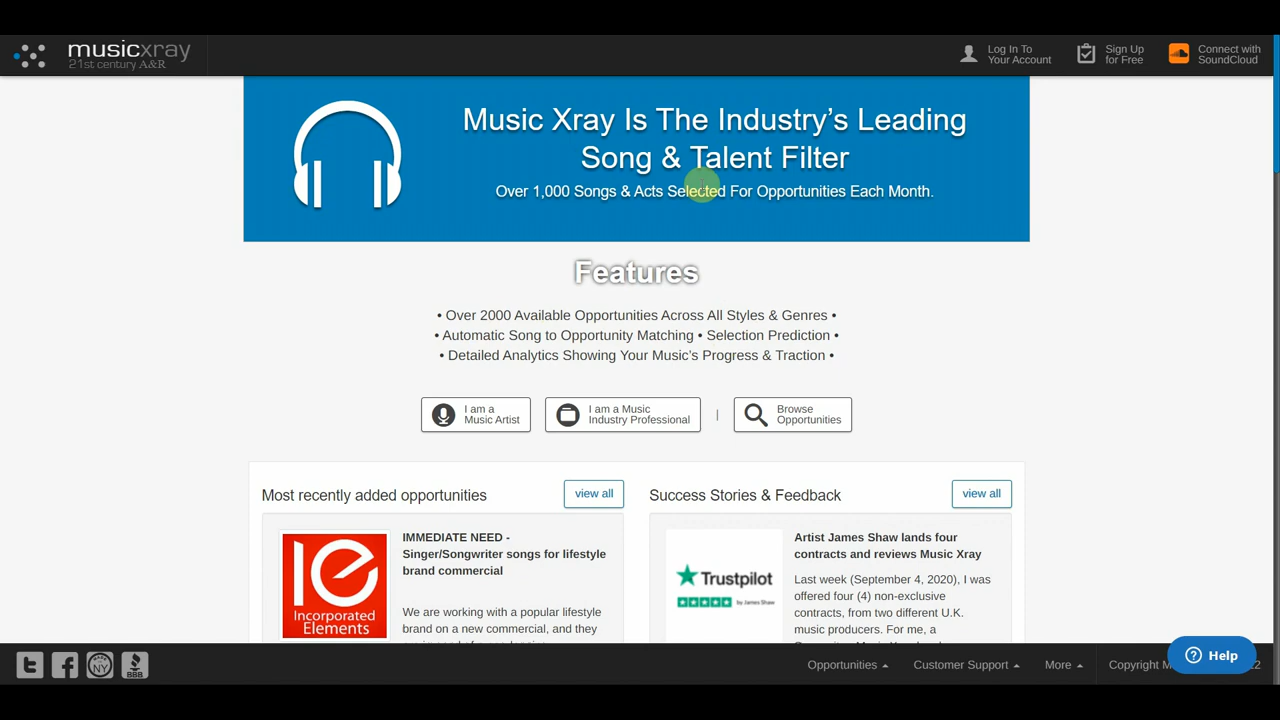 musicxray
21st century A&R
Log In To
Your Account
Sign Up
for Free
Connect with
SoundCloud
Music Xray Is The Industry's Leading
Song & Talent Filter
Over 1,000 Songs & Acts Selected For Opportunities Each Month.
Features
• Over 2000 Available Opportunities Across All Styles & Genres •
• Automatic Song to Opportunity Matching • Selection Prediction •
• Detailed Analytics Showing Your Music's Progress & Traction •
I am a
Music Artist
I am a Music
Industry Professional
|
Browse
Opportunities
Most recently added opportunities
view all
IMMEDIATE NEED -
Singer/Songwriter songs for lifestyle
brand commercial
We are working with a popular lifestyle
brand on a new commercial, and they
Incorporated
Elements
Success Stories & Feedback
view all
Trustpilot
by James Shaw
Artist James Shaw lands four
contracts and reviews Music Xray
Last week (September 4, 2020), I was
offered four (4) non-exclusive
contracts, from two different U.K.
music producers. For me, a
NY
BBB
Opportunities
Customer Support
More
Copyright
Help